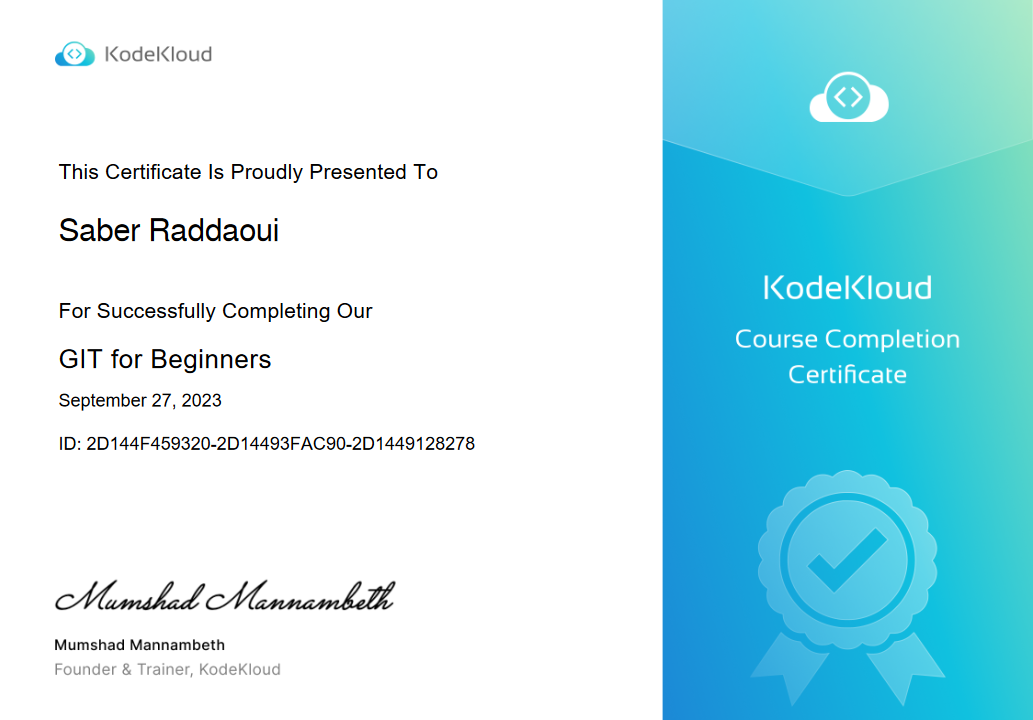 KodeKloud
This Certificate Is Proudly Presented To
Saber Raddaoui
For Successfully Completing Our
GIT for Beginners
September 27, 2023
ID: 2D144F459320-2D14493FAC90-2D1449128278
Mumshad Mannambeth
Mumshad Mannambeth
Founder & Trainer, KodeKloud
KodeKloud
Course Completion
Certificate